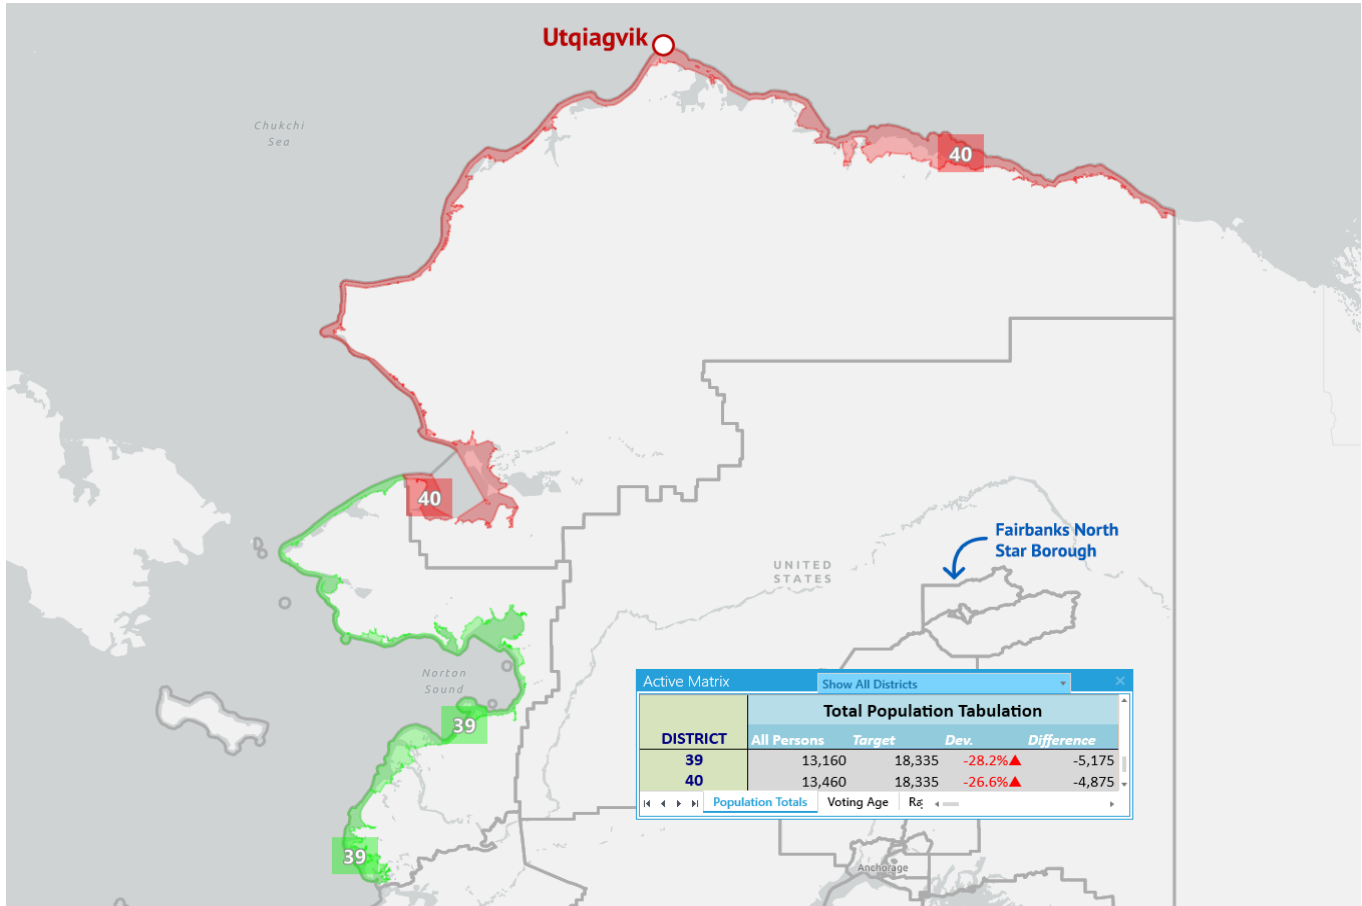 Utqiagvik
Chukchi
Sea
40
40
Fairbanks North
Star Borough
UNITED
STATES
Norton
Sound
39
39
Active Matrix
Show All Districts
Total Population Tabulation
DISTRICT All Persons Target Dev. Difference
39 13,160 18,335 -28.2% -5,175
40 13,460 18,335 -26.6% -4,875
Population Totals Voting Age
Anchorage